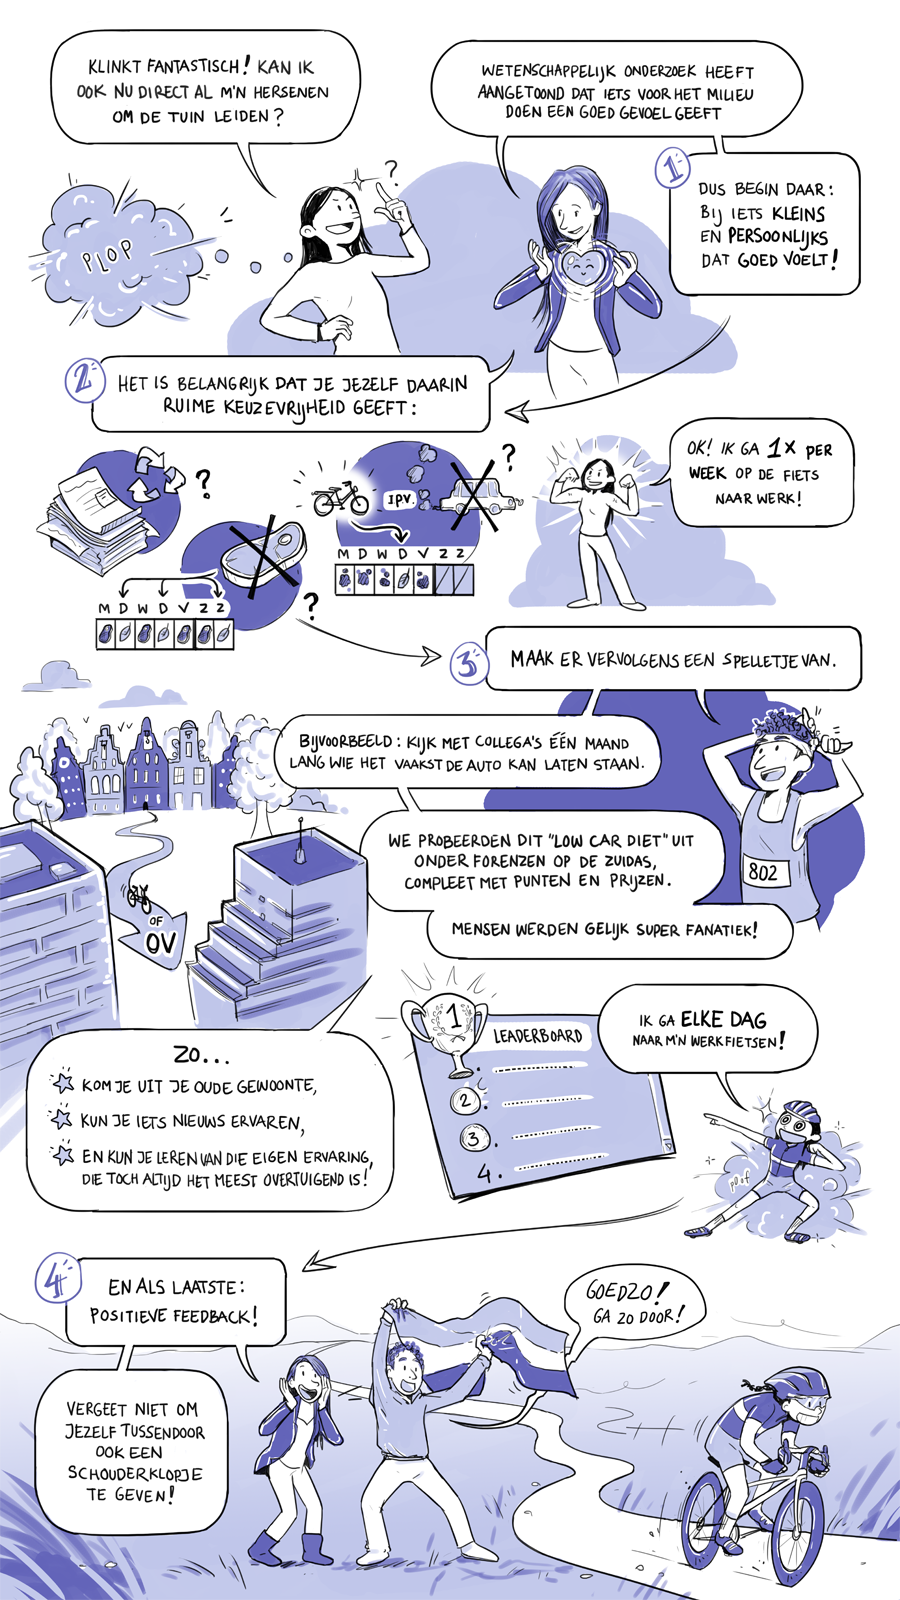 KLINKT FANTASTISCH! KAN IK
OOK NU DIRECT AL M'N HERSENEN
OM DE TUIN LEIDEN?
WETENSCHAPPELIJK ONDERZOEK HEEFT
AANGETOOND DAT IETS VOOR HET MILIEU
DOEN EEN GOED GEVOEL GEEFT
1
DUS BEGIN DAAR:
BIJ IETS KLEINS
EN PERSOONLIJKS
DAT GOED VOELT!
?
PLOP
2
HET IS BELANGRIJK DAT JE JEZELF DAARIN
RUIME KEUZEVRIJHEID GEEFT:
OK! IK GA 1X PER
WEEK OP DE FIETS
NAAR WERK!
?
?
IPV.
M D W D V Z Z
?
M D W D V Z Z
3
MAAK ER VERVOLGENS EEN SPELLETJE VAN.
BIJVOORBEELD: KIJK MET COLLEGA'S ÉÉN MAAND
LANG WIE HET VAAKST DE AUTO KAN LATEN STAAN.
WE PROBEERDEN DIT "LOW CAR DIET" UIT
ONDER FORENZEN OP DE ZUIDAS,
COMPLEET MET PUNTEN EN PRIJZEN.
802
MENSEN WERDEN GELIJK SUPER FANATIEK!
OF
OV
1
LEADERBOARD
2.
3.
4.
IK GA ELKE DAG
NAAR M'N WERK FIETSEN!
ZO...
KOM JE UIT JE OUDE GEWOONTE,
KUN JE IETS NIEUWS ERVAREN,
EN KUN JE LEREN VAN DIE EIGEN ERVARING,
DIE TOCH ALTIJD HET MEEST OVERTUIGEND IS!
plof
4
EN ALS LAATSTE:
POSITIEVE FEEDBACK!
GOEDZO!
GA ZO DOOR!
VERGEET NIET OM
JEZELF TUSSENDOOR
OOK EEN
SCHOUDERKLOPJE
TE GEVEN!